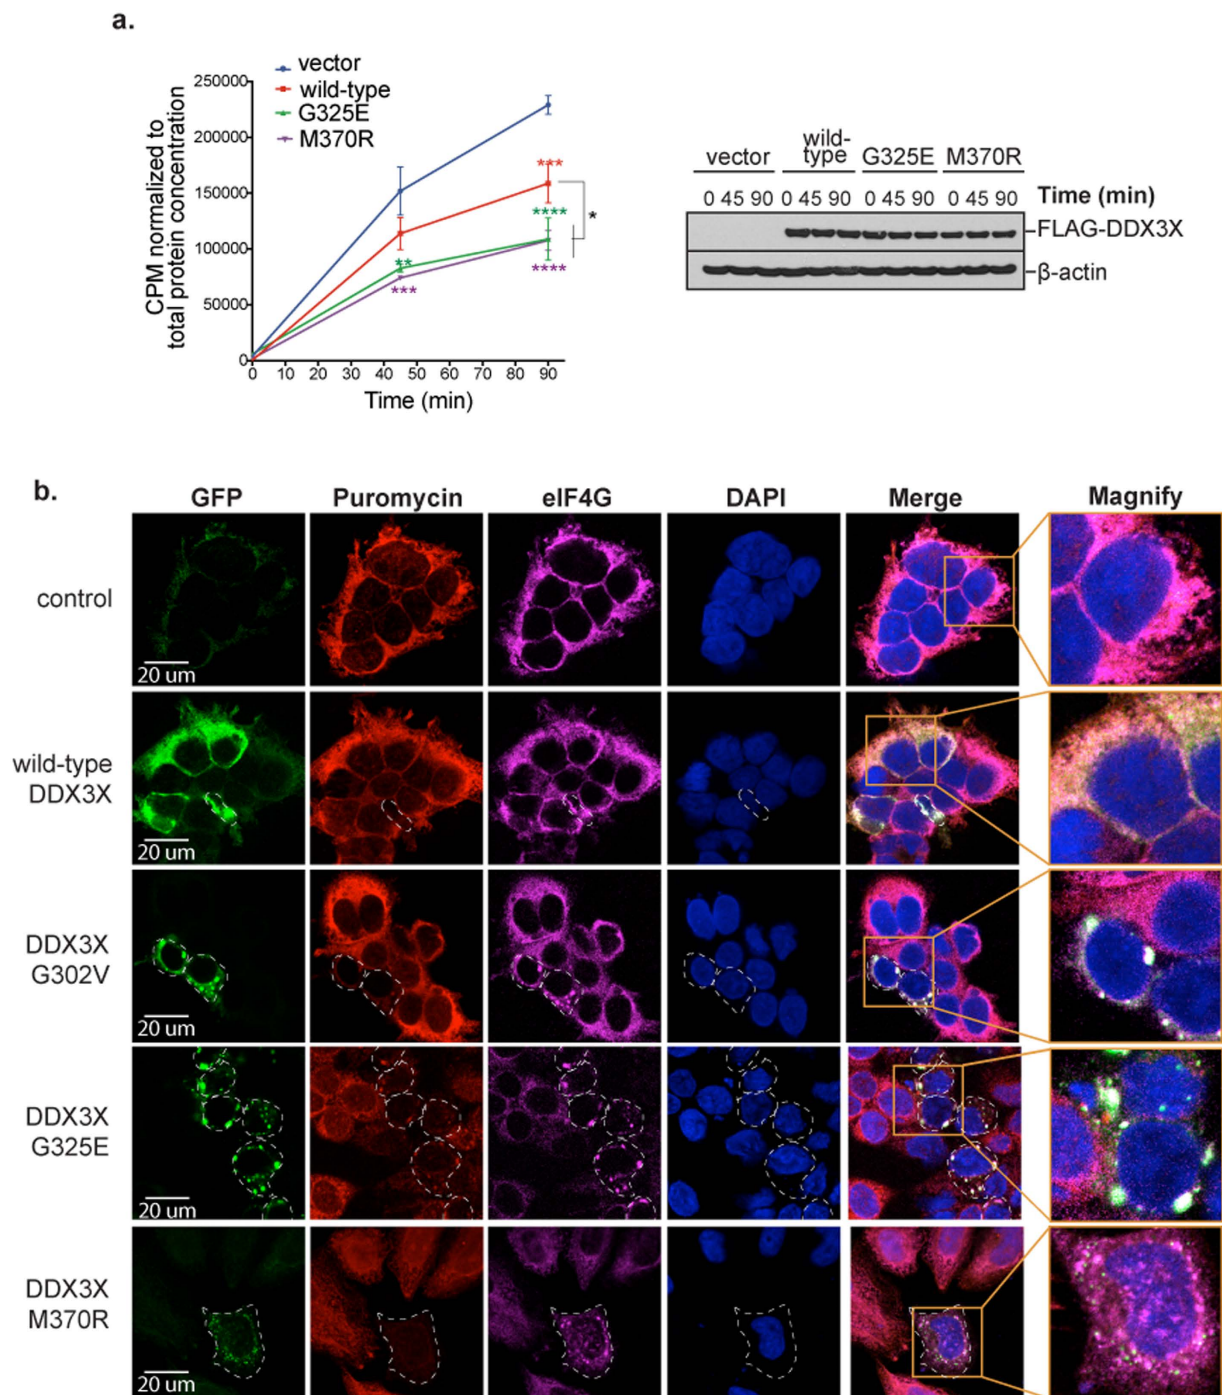 a.
vector
wild-type
G325E
M370R
CPM normalized to
total protein concentration
250000
200000
150000
100000
50000
0
***
****
*
**
***
****
0 10 20 30 40 50 60 70 80 90
Time (min)
vector wild-type G325E M370R
0 45 90 0 45 90 0 45 90 0 45 90 Time (min)
FLAG-DDX3X
β-actin
b.
GFP Puromycin eIF4G DAPI Merge Magnify
control
20 um
wild-type
DDX3X
20 um
DDX3X
G302V
20 um
DDX3X
G325E
20 um
DDX3X
M370R
20 um